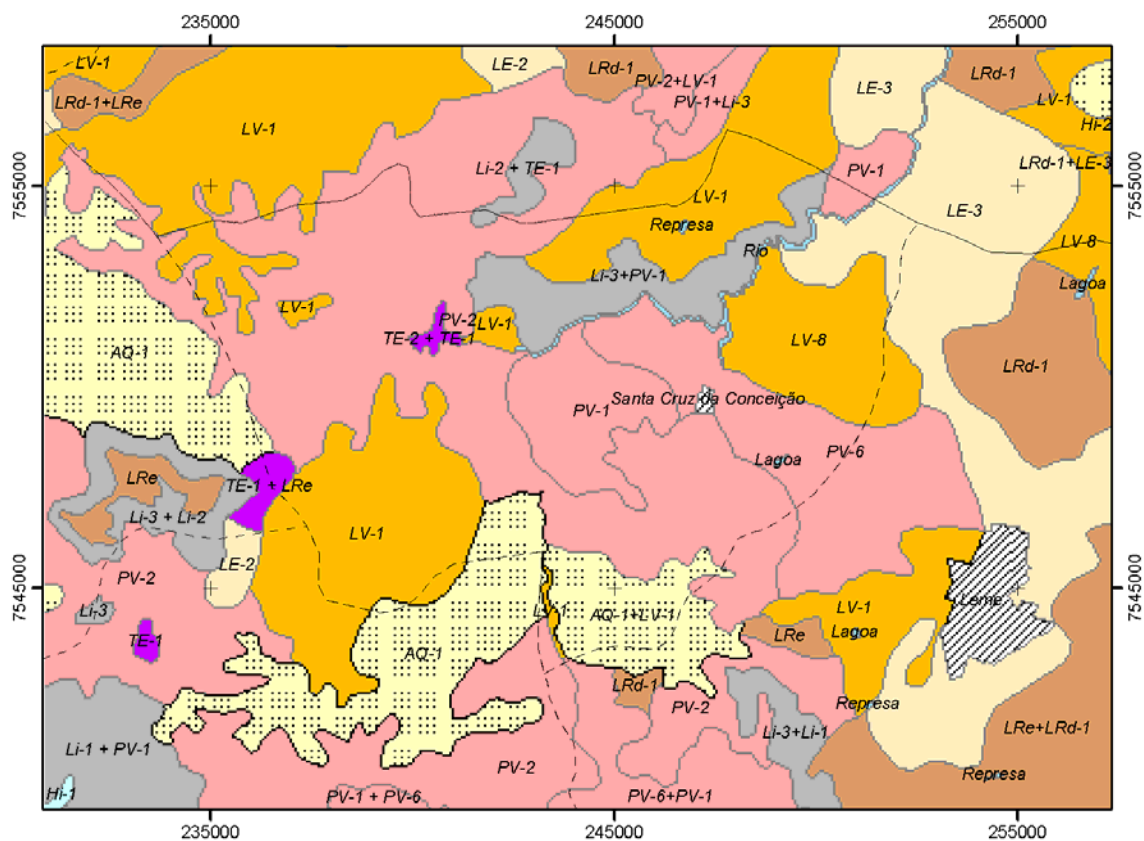 235000
245000
255000
LV-1
LE-2
LRd-1
LRd-1
PV-2+LV-1
LE-3
LRd-1+LRe
PV-1+Li-3
LV-1
LV-1
Hi-2
LRd-1+LE-3
Li-2 + TE-1
PV-1
7555000
7555000
LV-1
LE-3
Represa
LV-8
Rio
Li-3+PV-1
Lagoa
LV-1
PV-2
LV-1
TE-2 + TE-1
LV-8
AQ-1
LRd-1
Santa Cruz da Conceição
PV-1
PV-6
Lagoa
LRe
TE-1 + LRe
Li-3 + Li-2
LV-1
LE-2
PV-2
7545000
7545000
Li-3
AQ-1+LV-1
LV-1
Leme
TE-1
LRe
Lagoa
AQ-1
LRd-1
PV-2
Represa
Li-3+Li-1
LRe+LRd-1
Li-1 + PV-1
PV-2
Represa
Hi-1
PV-1 + PV-6
PV-6+PV-1
235000
245000
255000